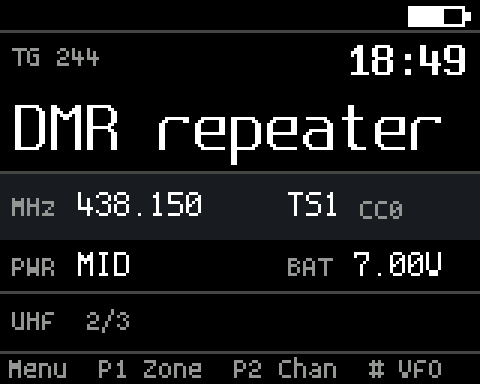 TG 244 18:49
DMR repeater
MHz 438.150 TS1 CC0
PWR MID BAT 7.00V
UHF 2/3
Menu P1 Zone P2 Chan # VFO